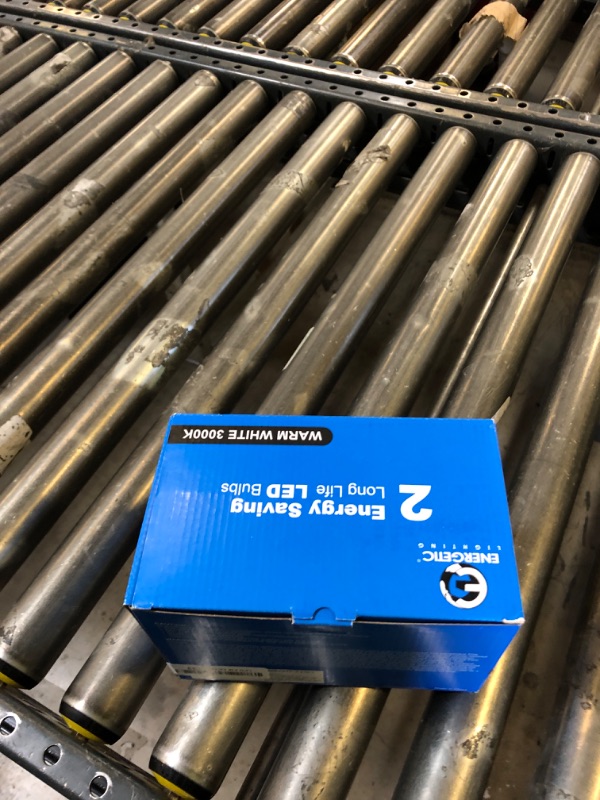 ENERGETIC®
LIGHTING
2 Energy Saving
Long Life LED Bulbs
WARM WHITE 3000K